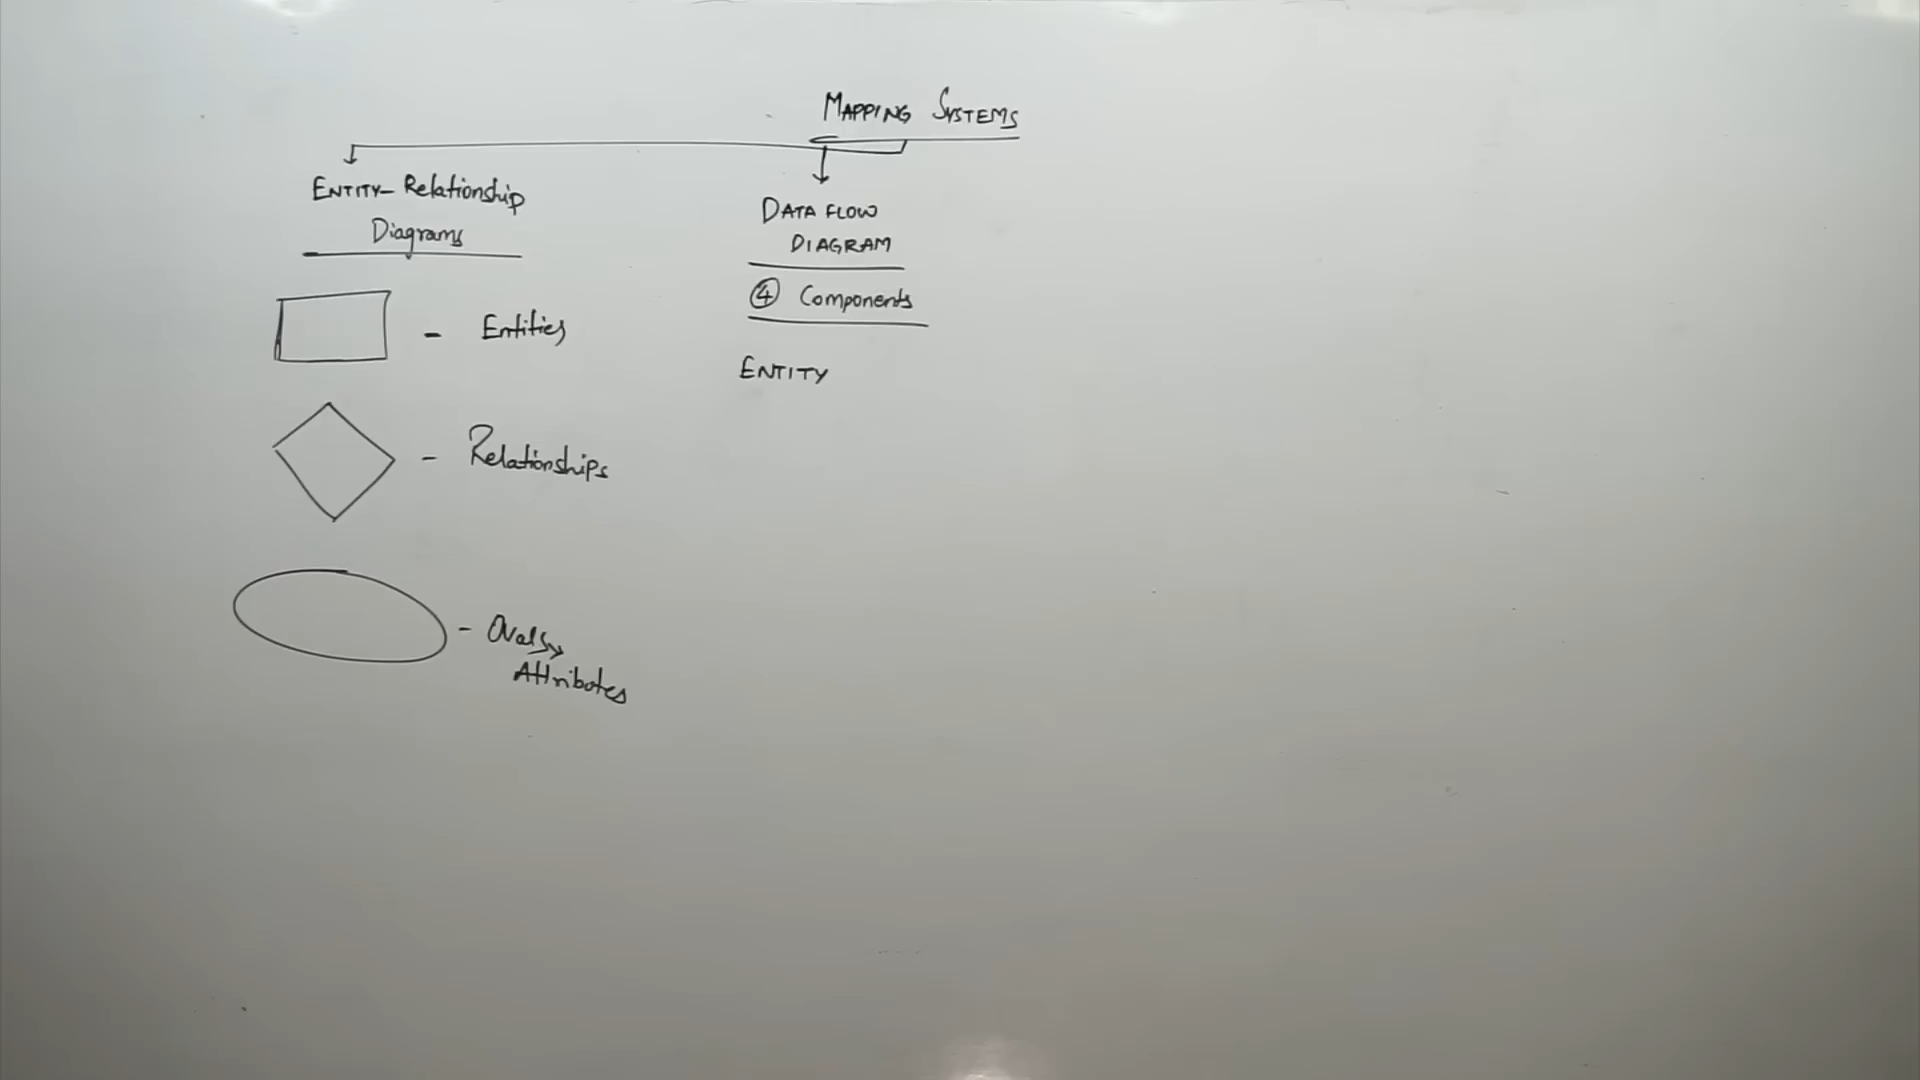 MAPPING SYSTEMS
ENTITY- Relationship
Diagrams
- Entities
- Relationships
- Ovals
Attributes
DATA FLOW
DIAGRAM
④ Components
ENTITY